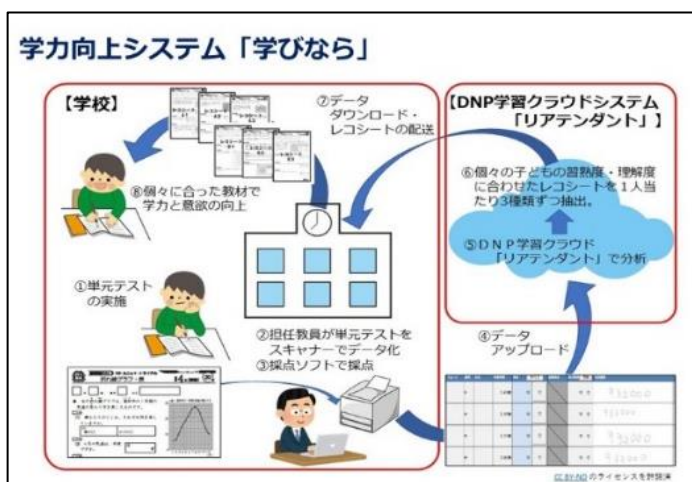 学力向上システム「学びなら」
【学校】
⑦データ
ダウンロード・
レコシートの配送
【DNP学習クラウドシステム
「リアテンダント」】
⑧個々に合った教材で
学力と意欲の向上
⑥個々の子どもの習熟度・理解度
に合わせたレコシートを1人当
たり3種類ずつ抽出。
⑤DNP学習クラウド
「リアテンダント」で分析
①単元テスト
の実施
②担任教員が単元テストを
スキャナーでデータ化
③採点ソフトで採点
④データ
アップロード
CC BY-ND のライセンスを許諾済